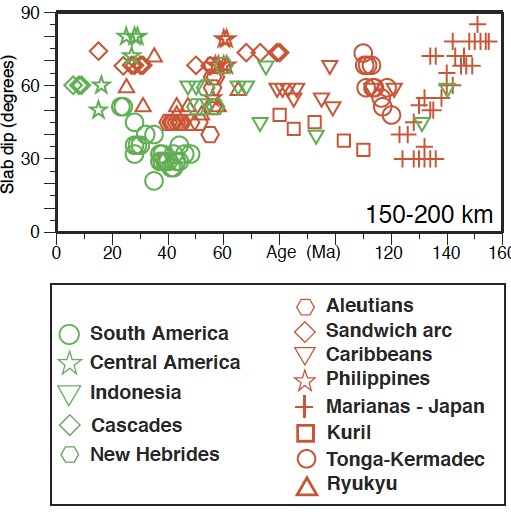 90
60
30
0
Slab dip (degrees)
150-200 km
0 20 40 60 Age (Ma) 120 140 160
South America
Central America
Indonesia
Cascades
New Hebrides
Aleutians
Sandwich arc
Caribbeans
Philippines
Marianas - Japan
Kuril
Tonga-Kermadec
Ryukyu